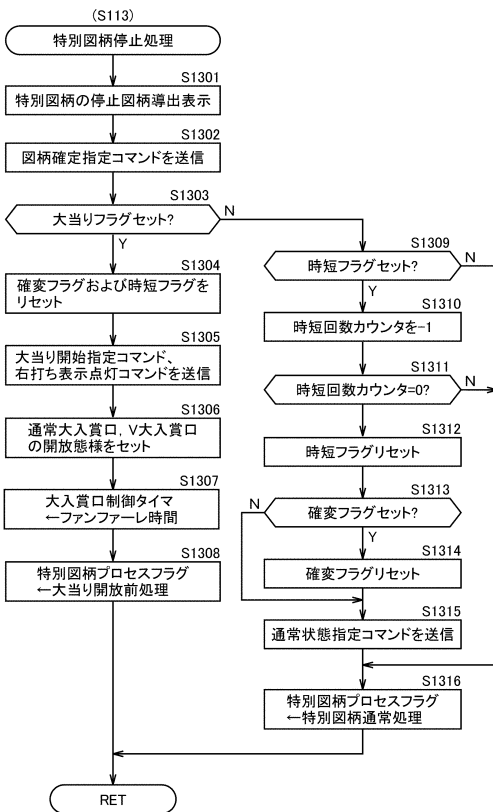 (S113)
特別図柄停止処理
S1301
特別図柄の停止図柄導出表示
S1302
図柄確定指定コマンドを送信
S1303
大当りフラグセット?
N
Y
S1304
確変フラグおよび時短フラグを
リセット
S1305
大当り開始指定コマンド、
右打ち表示点灯コマンドを送信
S1306
通常大入賞口,V大入賞口
の開放態様をセット
S1307
大入賞口制御タイマ
←ファンファーレ時間
S1308
特別図柄プロセスフラグ
←大当り開放前処理
S1309
時短フラグセット?
N
Y
S1310
時短回数カウンタを-1
S1311
時短回数カウンタ=0?
N
Y
S1312
時短フラグリセット
S1313
確変フラグセット?
N
Y
S1314
確変フラグリセット
S1315
通常状態指定コマンドを送信
S1316
特別図柄プロセスフラグ
←特別図柄通常処理
RET